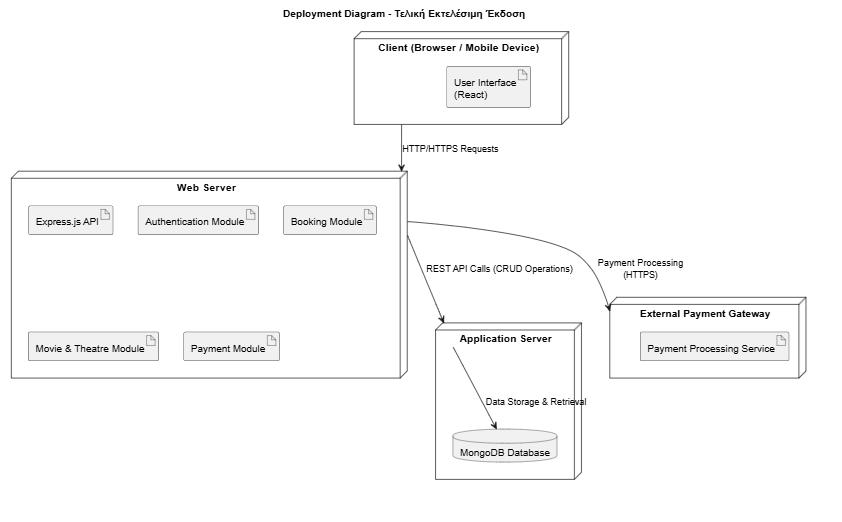 Deployment Diagram - Τελική Εκτελέσιμη Έκδοση
Client (Browser / Mobile Device)
User Interface
(React)
HTTP/HTTPS Requests
Web Server
Express.js API
Authentication Module
Booking Module
Movie & Theatre Module
Payment Module
REST API Calls (CRUD Operations)
Payment Processing
(HTTPS)
External Payment Gateway
Payment Processing Service
Application Server
Data Storage & Retrieval
MongoDB Database